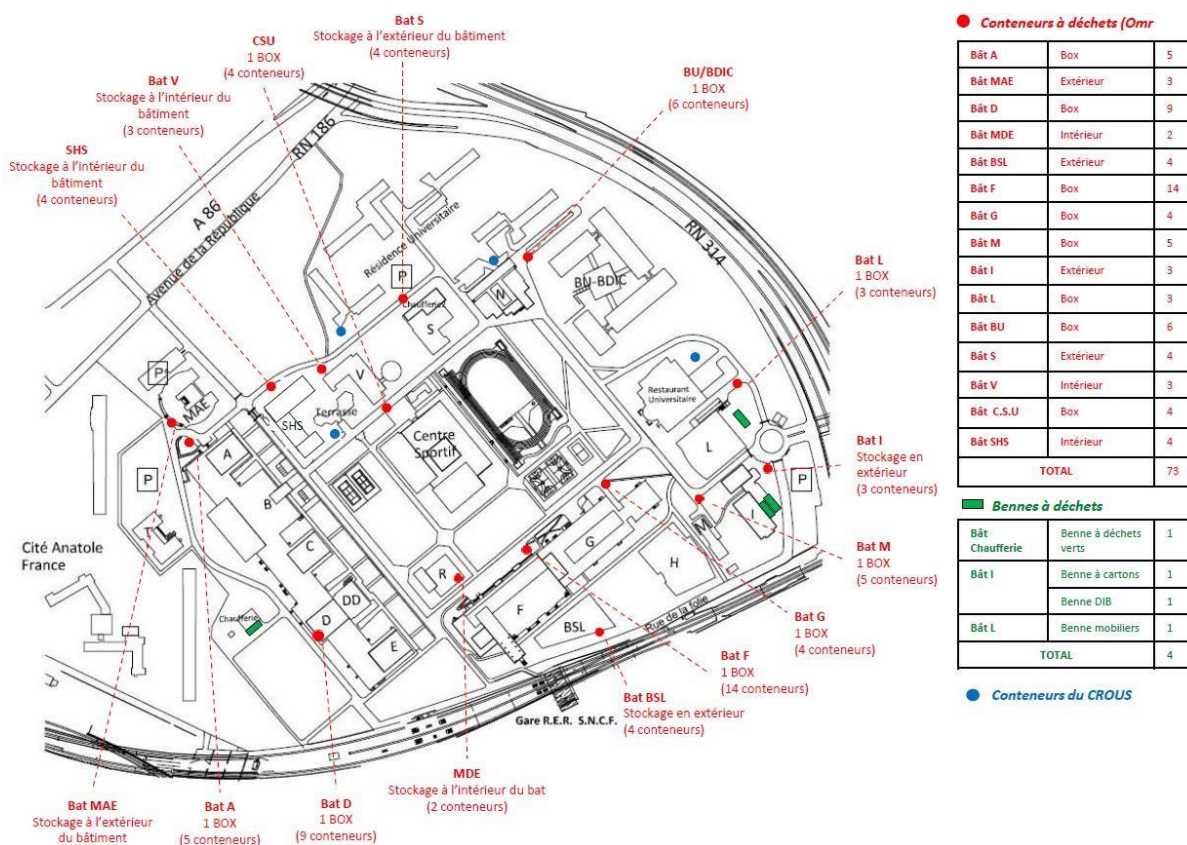 Bat S
Stockage à l'extérieur du bâtiment
(4 conteneurs)
CSU
1 BOX
(4 conteneurs)
Bat V
Stockage à l'intérieur du
bâtiment
(3 conteneurs)
SHS
Stockage à l'intérieur du
bâtiment
(4 conteneurs)
BU/BDIC
1 BOX
(6 conteneurs)
Bat L
1 BOX
(3 conteneurs)
Bat I
Stockage en
extérieur
(3 conteneurs)
Bat M
1 BOX
(5 conteneurs)
Bat G
1 BOX
(4 conteneurs)
Bat F
1 BOX
(14 conteneurs)
Bat BSL
Stockage en extérieur
(4 conteneurs)
MDE
Stockage à l'intérieur du bat
(2 conteneurs)
Bat D
1 BOX
(9 conteneurs)
Bat A
1 BOX
(5 conteneurs)
Bat MAE
Stockage à l'extérieur
du bâtiment
RN 186
A 86
Avenue de la République
RN 314
Résidence Universitaire
P
Chaufferie2
S
N
BU-BDIC
V
Terrasse
SHS
Centre
Sportif
Restaurant
Universitaire
L
P
MAE
A
B
C
DD
D
E
P
T
Cité Anatole
France
Chaufferie
R
F
G
H
M
I
P
BSL
Rue de la folie
Gare R.E.R. S.N.C.F.
Conteneurs à déchets (Omr
Bât A Box 5
Bât MAE Extérieur 3
Bât D Box 9
Bât MDE Intérieur 2
Bât BSL Extérieur 4
Bât F Box 14
Bât G Box 4
Bât M Box 5
Bât I Extérieur 3
Bât L Box 3
Bât BU Box 6
Bât S Extérieur 4
Bât V Intérieur 3
Bât C.S.U Box 4
Bât SHS Intérieur 4
TOTAL 73
Bennes à déchets
Bât Chaufferie Benne à déchets verts 1
Bât I Benne à cartons 1
Benne DIB 1
Bât L Benne mobiliers 1
TOTAL 4
Conteneurs du CROUS